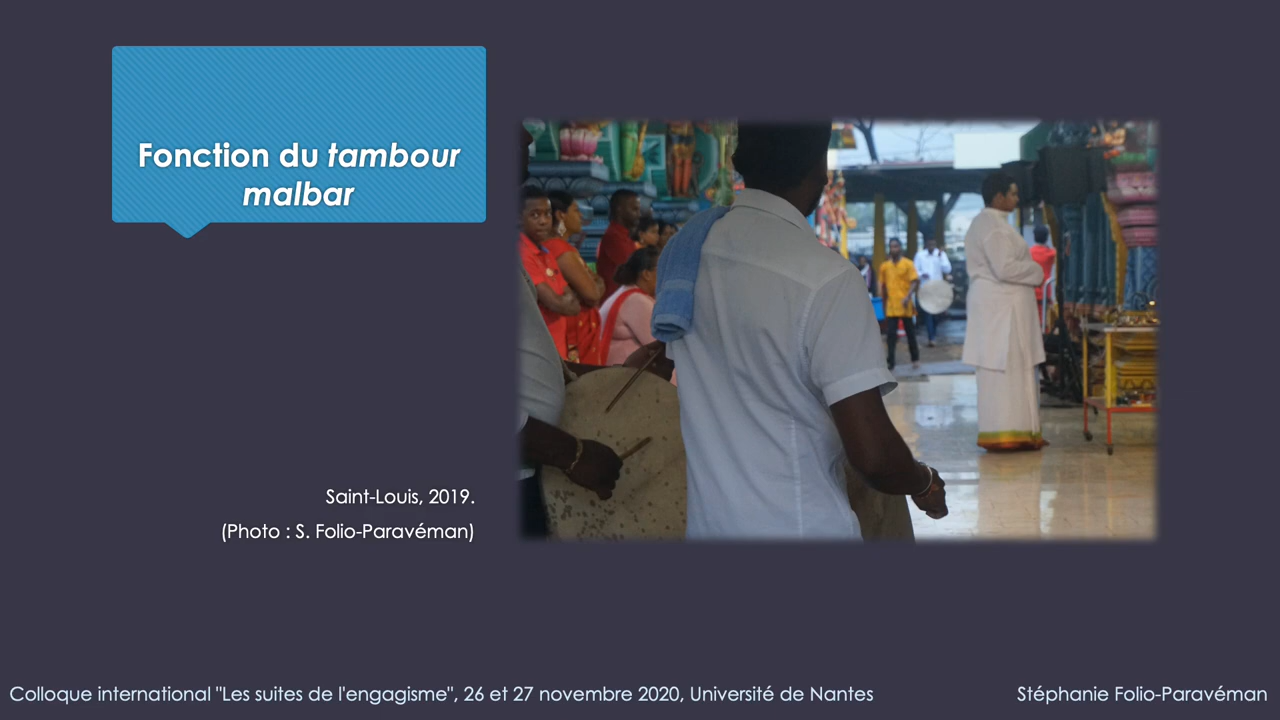 Fonction du tambour
malbar
Saint-Louis, 2019.
(Photo : S. Folio-Paravéman)
Colloque international "Les suites de l'engagisme", 26 et 27 novembre 2020, Université de Nantes
Stéphanie Folio-Paravéman